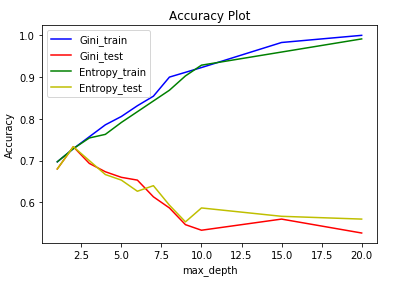 Accuracy Plot
Gini_train
Gini_test
Entropy_train
Entropy_test
1.0
0.9
0.8
0.7
0.6
Accuracy
2.5 5.0 7.5 10.0 12.5 15.0 17.5 20.0
max_depth